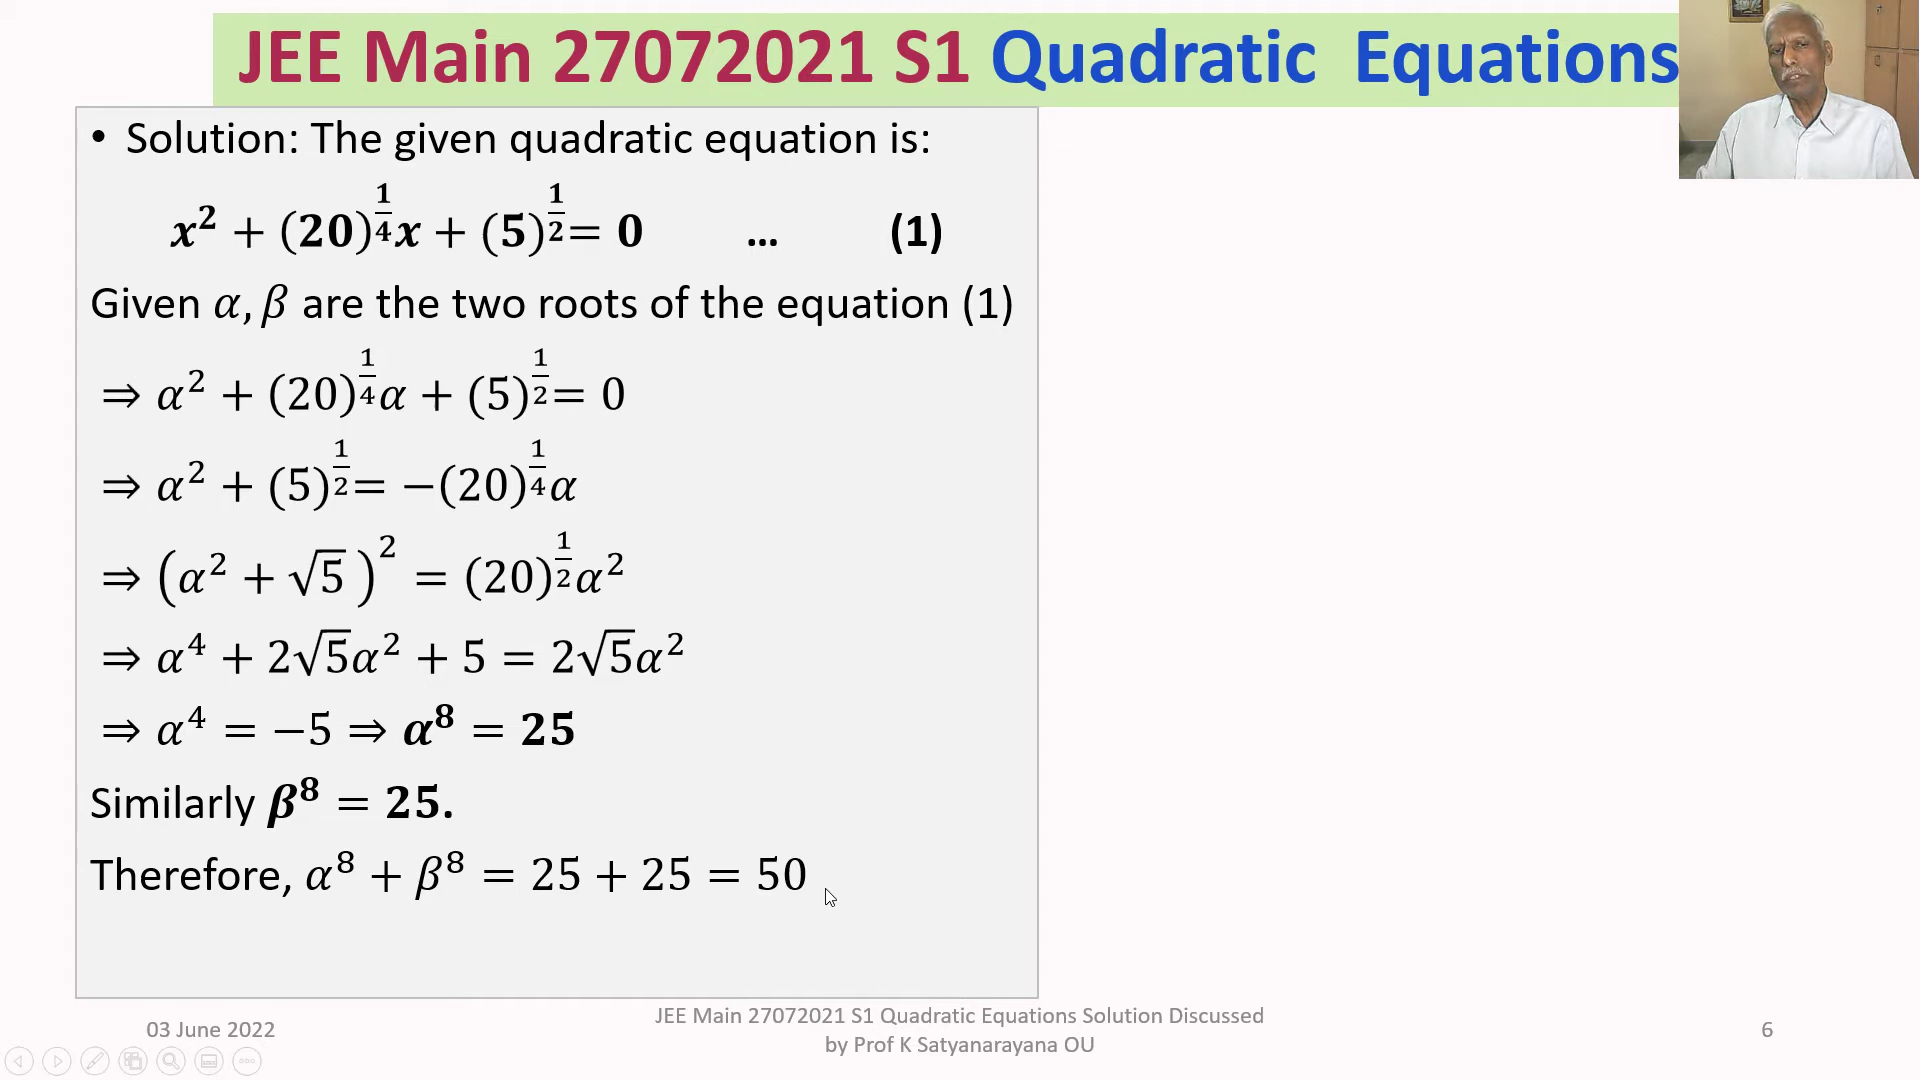 JEE Main 27072021 S1 Quadratic Equations
• Solution: The given quadratic equation is:
𝒙² + (𝟐𝟎)^(1/4) 𝒙 + (𝟓)^(1/2) = 𝟎 … (1)
Given 𝛼, 𝛽 are the two roots of the equation (1)
⇒ 𝛼² + (20)^(1/4) 𝛼 + (5)^(1/2) = 0
⇒ 𝛼² + (5)^(1/2) = −(20)^(1/4) 𝛼
⇒ (𝛼² + √5)² = (20)^(1/2) 𝛼²
⇒ 𝛼⁴ + 2√5𝛼² + 5 = 2√5𝛼²
⇒ 𝛼⁴ = −5 ⇒ 𝜶⁸ = 𝟐𝟓
Similarly 𝜷⁸ = 𝟐𝟓.
Therefore, 𝛼⁸ + 𝛽⁸ = 25 + 25 = 50
03 June 2022
JEE Main 27072021 S1 Quadratic Equations Solution Discussed
by Prof K Satyanarayana OU
6